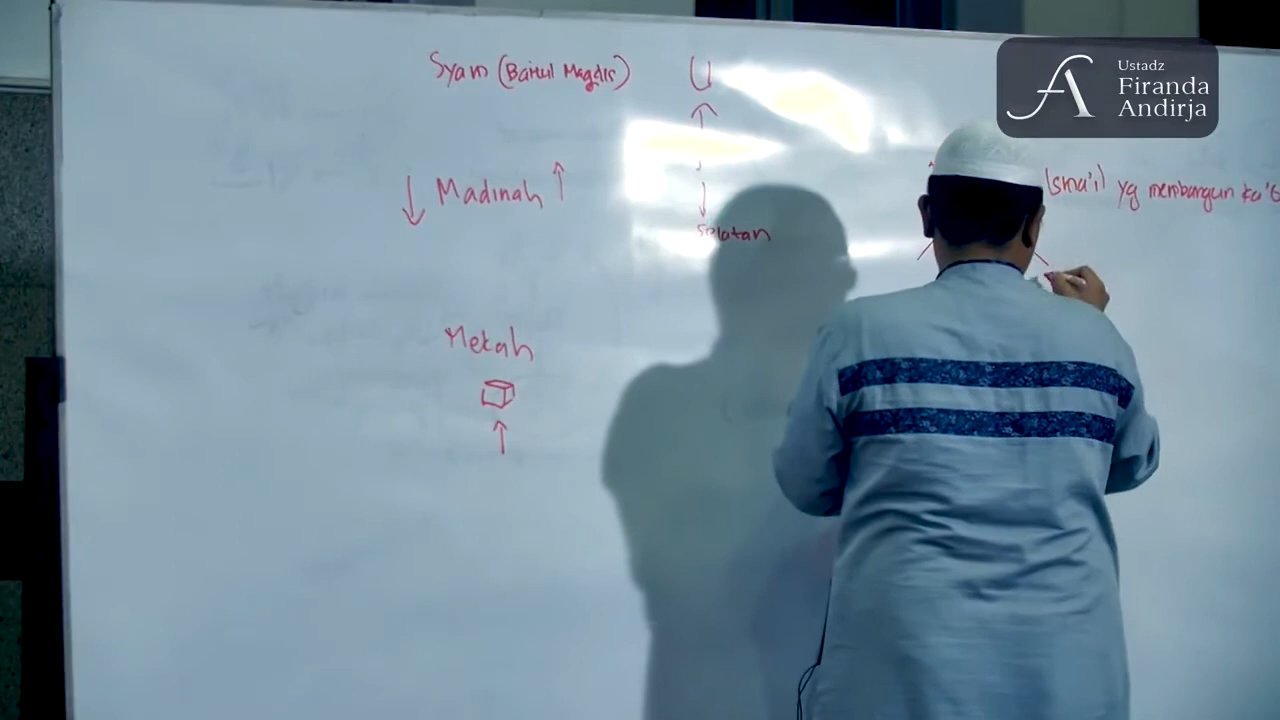 Syam (Baitul Maqdis)
U
Ustadz
Firanda
Andirja
Madinah
Isma'il yg membangun ka'b
Selatan
Mekah